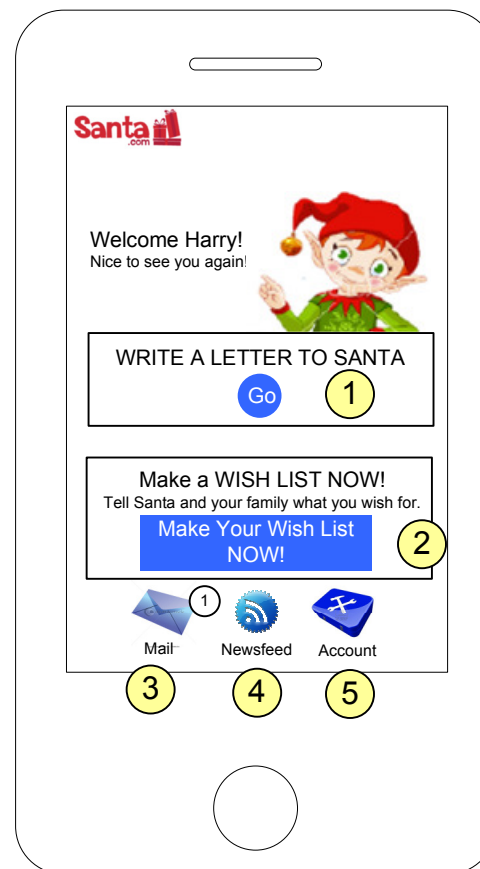 Santa
.com
Welcome Harry!
Nice to see you again!
WRITE A LETTER TO SANTA
Go
1
Make a WISH LIST NOW!
Tell Santa and your family what you wish for.
Make Your Wish List
NOW!
2
1
Mail
Newsfeed
Account
3
4
5